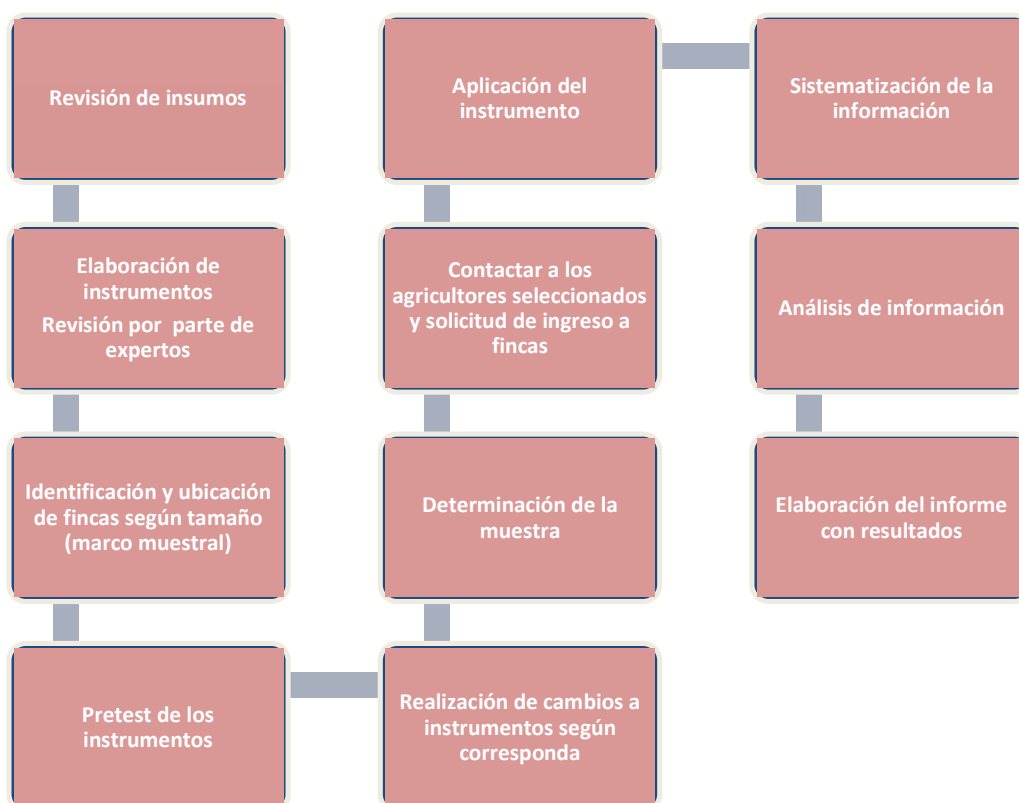 Revisión de insumos
Elaboración de
instrumentos
Revisión por parte de
expertos
Identificación y ubicación
de fincas según tamaño
(marco muestral)
Pretest de los
instrumentos
Realización de cambios a
instrumentos según
corresponda
Determinación de la
muestra
Contactar a los
agricultores seleccionados
y solicitud de ingreso a
fincas
Aplicación del
instrumento
Sistematización de la
información
Análisis de información
Elaboración del informe
con resultados